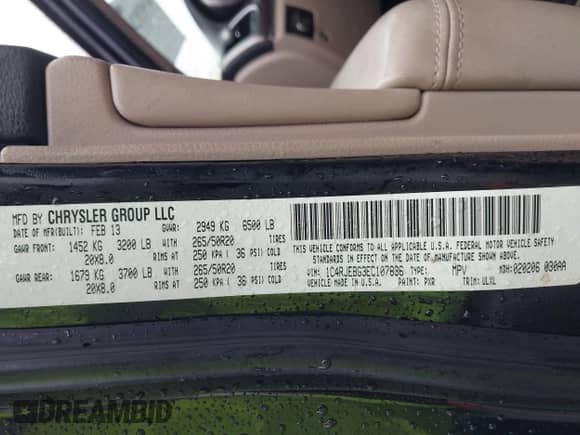 MFD BY CHRYSLER GROUP LLC
DATE OF MFR(BUILT): FEB 13 GVWR: 2949 KG 6500 LB
GAWR FRONT: 1452 KG 3200 LB WITH 265/50R20 TIRES
20X8.0 RIMS AT 250 KPA ( 36 PSI) COLD
GAWR REAR: 1679 KG 3700 LB WITH 265/50R20 TIRES
20X8.0 RIMS AT 250 KPA ( 36 PSI) COLD
THIS VEHICLE CONFORMS TO ALL APPLICABLE U.S.A. FEDERAL MOTOR VEHICLE SAFETY
STANDARDS IN EFFECT ON THE DATE OF MANUFACTURE SHOWN ABOVE.
VIN: 1C4RJEBG3EC107886 TYPE: MPV MDH:020206 030AA
VEHICLE MADE IN U.S.A. PAINT: PXR TRIM: ULXL
DREAMBID